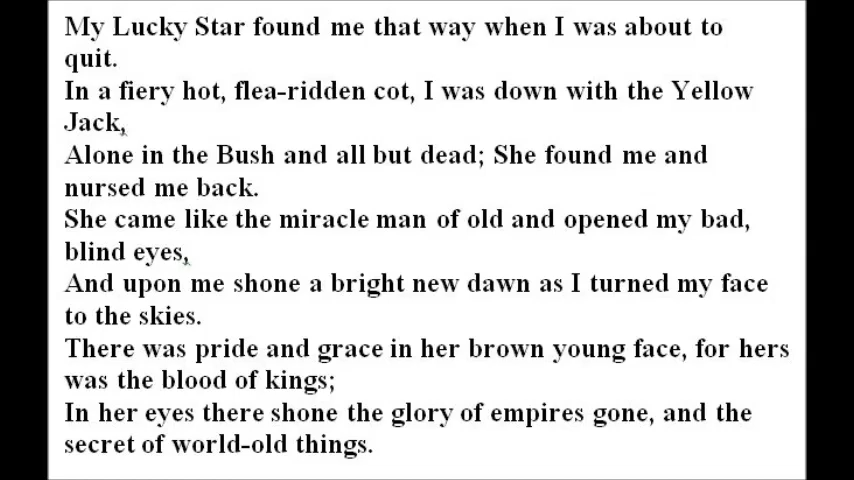 My Lucky Star found me that way when I was about to
quit.
In a fiery hot, flea-ridden cot, I was down with the Yellow
Jack,
Alone in the Bush and all but dead; She found me and
nursed me back.
She came like the miracle man of old and opened my bad,
blind eyes,
And upon me shone a bright new dawn as I turned my face
to the skies.
There was pride and grace in her brown young face, for hers
was the blood of kings;
In her eyes there shone the glory of empires gone, and the
secret of world-old things.